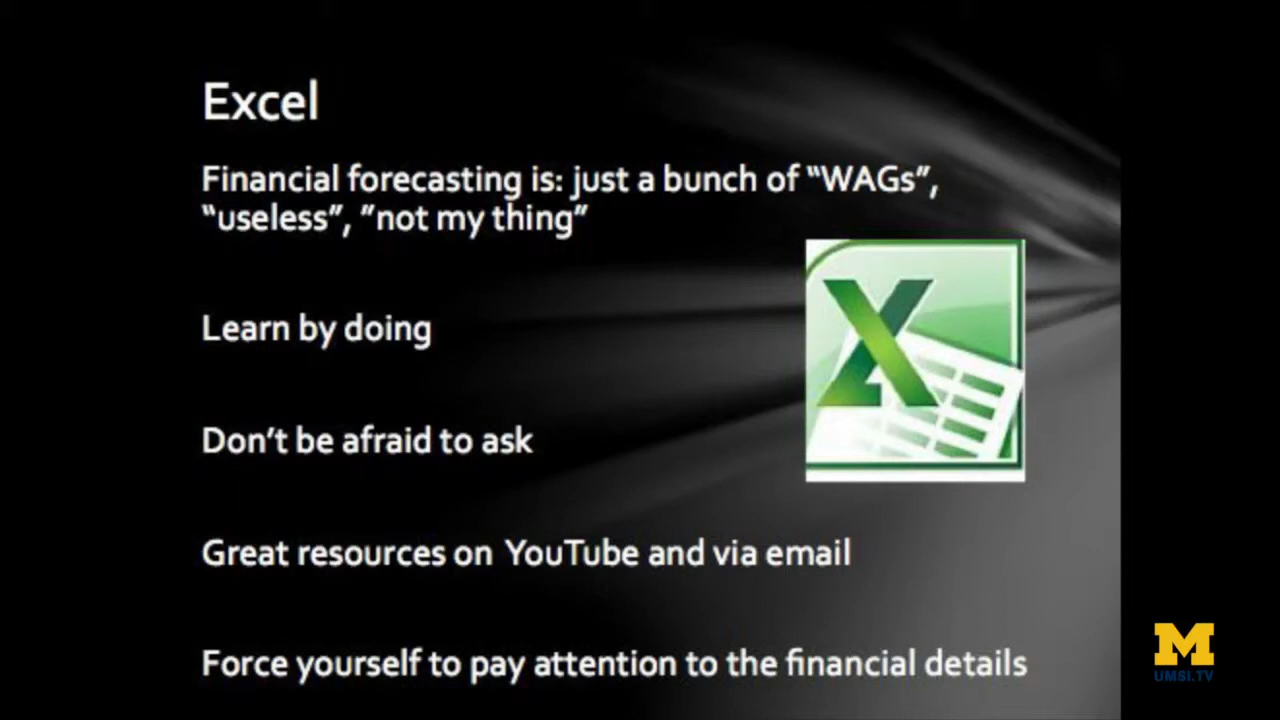 Excel
Financial forecasting is: just a bunch of “WAGs”,
“useless”, ”not my thing”
Learn by doing
Don’t be afraid to ask
Great resources on YouTube and via email
Force yourself to pay attention to the financial details
M
UMSI.TV